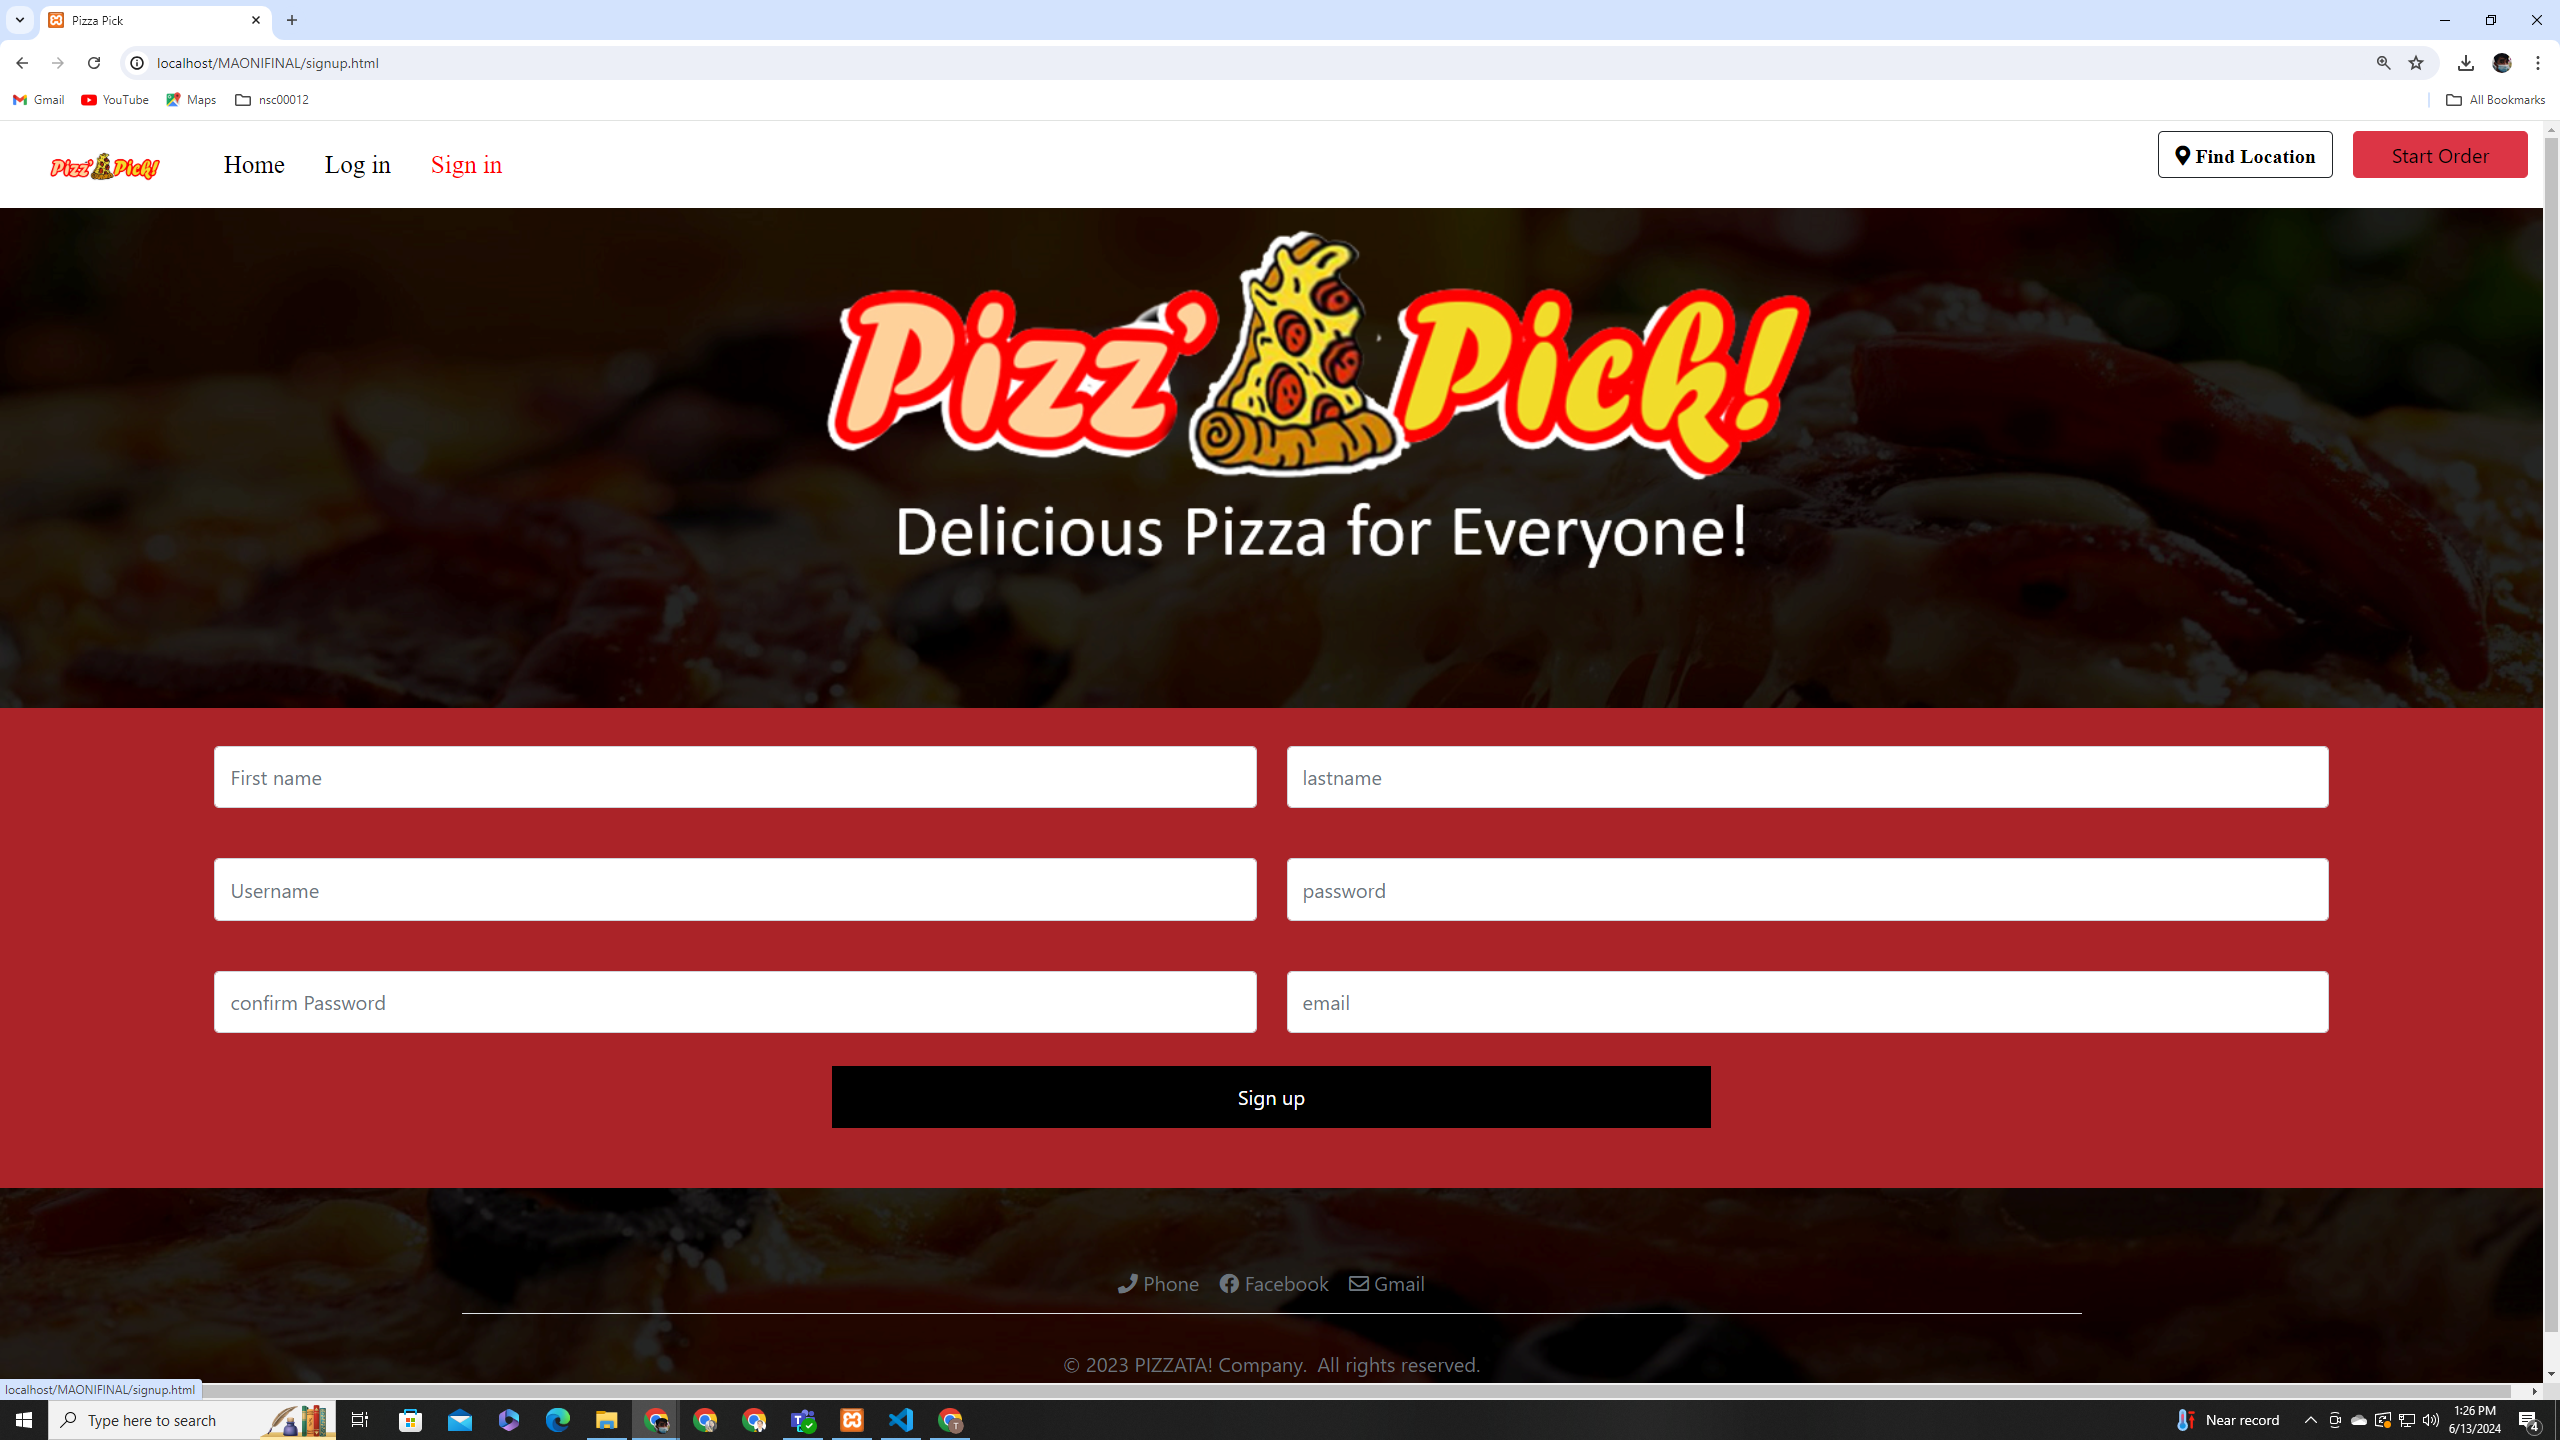 Pizza Pick
localhost/MAONIFINAL/signup.html
Gmail YouTube Maps nsc00012 All Bookmarks
Pizz' Pick! Home Log in Sign in Find Location Start Order
Pizz' Pick!
Delicious Pizza for Everyone!
First name lastname
Username password
confirm Password email
Sign up
Phone Facebook Gmail
© 2023 PIZZATA! Company. All rights reserved.
localhost/MAONIFINAL/signup.html
Type here to search Near record 1:26 PM
6/13/2024 4